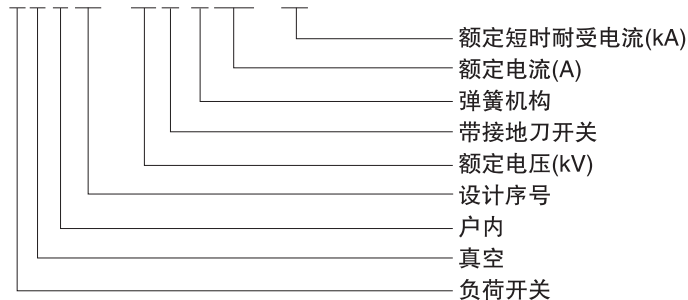 额定短时耐受电流(kA)
额定电流(A)
弹簧机构
带接地刀开关
额定电压(kV)
设计序号
户内
真空
负荷开关